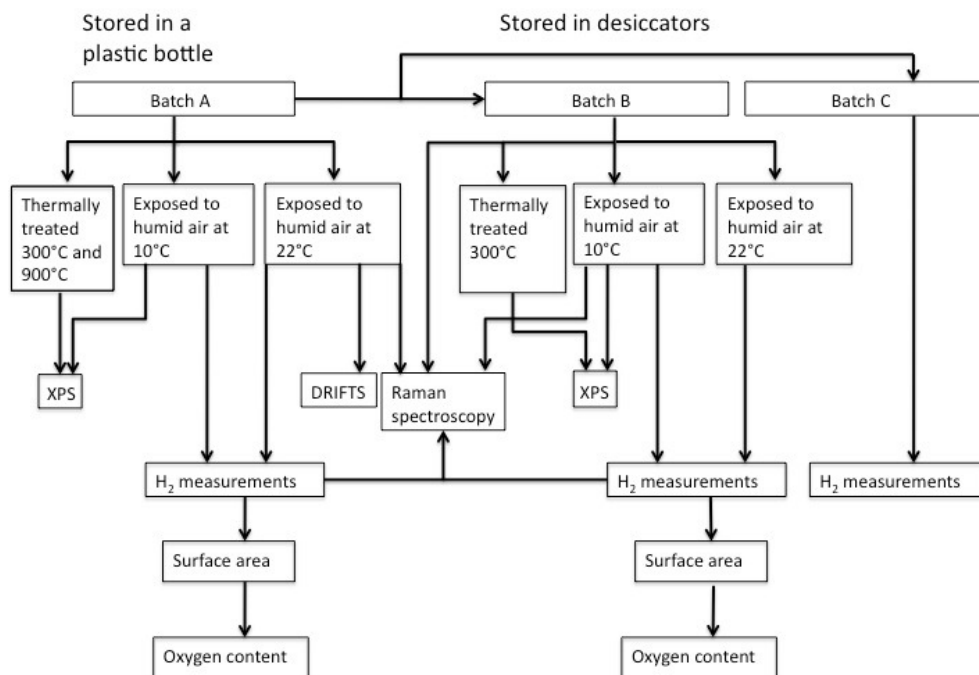 Stored in a
plastic bottle
Stored in desiccators
Batch A
Batch B
Batch C
Thermally
treated
300°C and
900°C
Exposed to
humid air at
10°C
Exposed to
humid air at
22°C
Thermally
treated
300°C
Exposed to
humid air at
10°C
Exposed to
humid air at
22°C
XPS
DRIFTS
Raman
spectroscopy
XPS
H₂ measurements
H₂ measurements
H₂ measurements
Surface area
Surface area
Oxygen content
Oxygen content